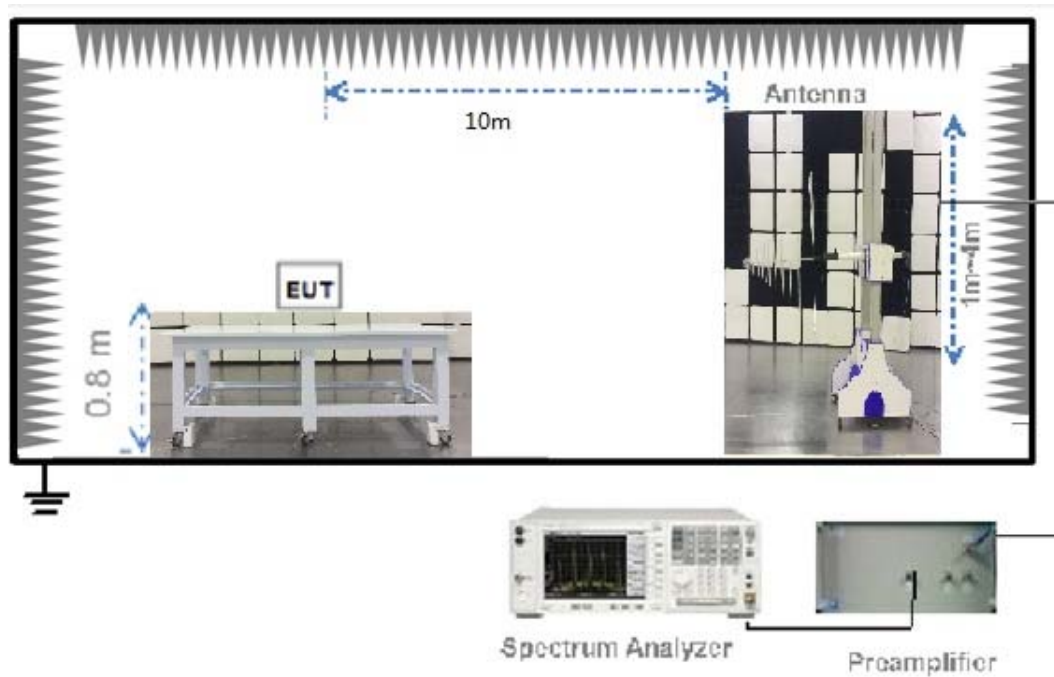 Antenna
10m
1m~4m
EUT
0.8 m
Spectrum Analyzer
Preamplifier